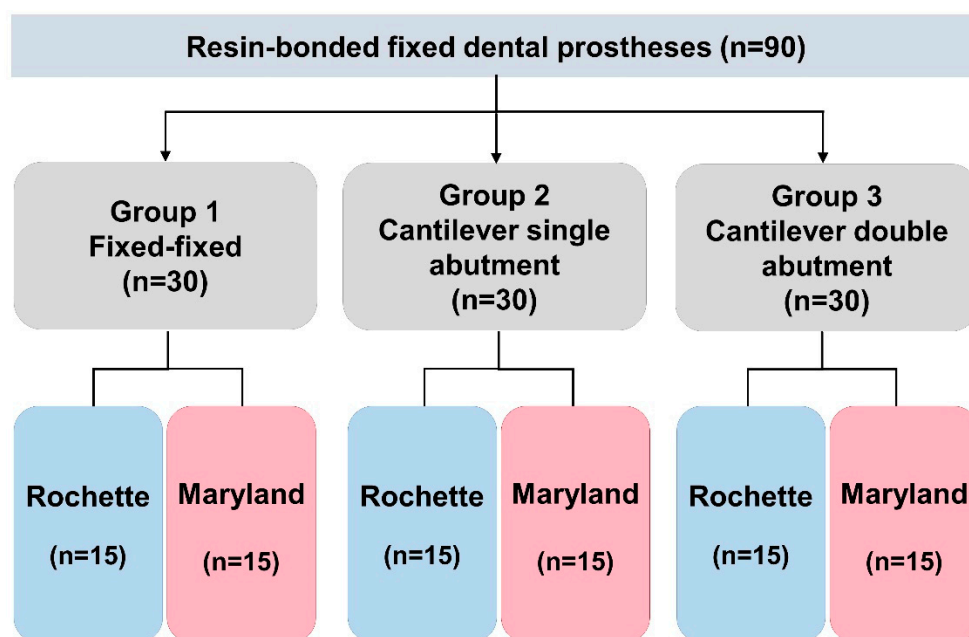 Resin-bonded fixed dental prostheses (n=90)
Group 1
Fixed-fixed
(n=30)
Group 2
Cantilever single
abutment
(n=30)
Group 3
Cantilever double
abutment
(n=30)
Rochette
(n=15)
Maryland
(n=15)
Rochette
(n=15)
Maryland
(n=15)
Rochette
(n=15)
Maryland
(n=15)